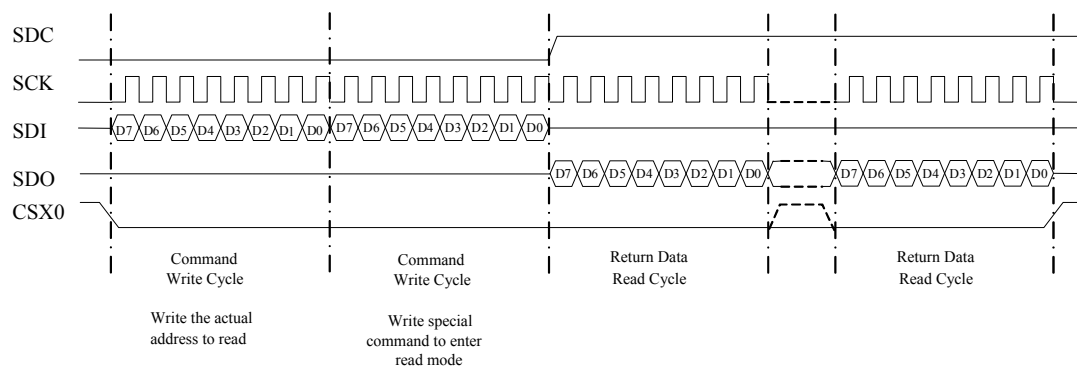 SDC
SCK
SDI D7 D6 D5 D4 D3 D2 D1 D0 D7 D6 D5 D4 D3 D2 D1 D0
SDO D7 D6 D5 D4 D3 D2 D1 D0 D7 D6 D5 D4 D3 D2 D1 D0
CSX0
Command
Write Cycle
Write the actual
address to read
Command
Write Cycle
Write special
command to enter
read mode
Return Data
Read Cycle
Return Data
Read Cycle